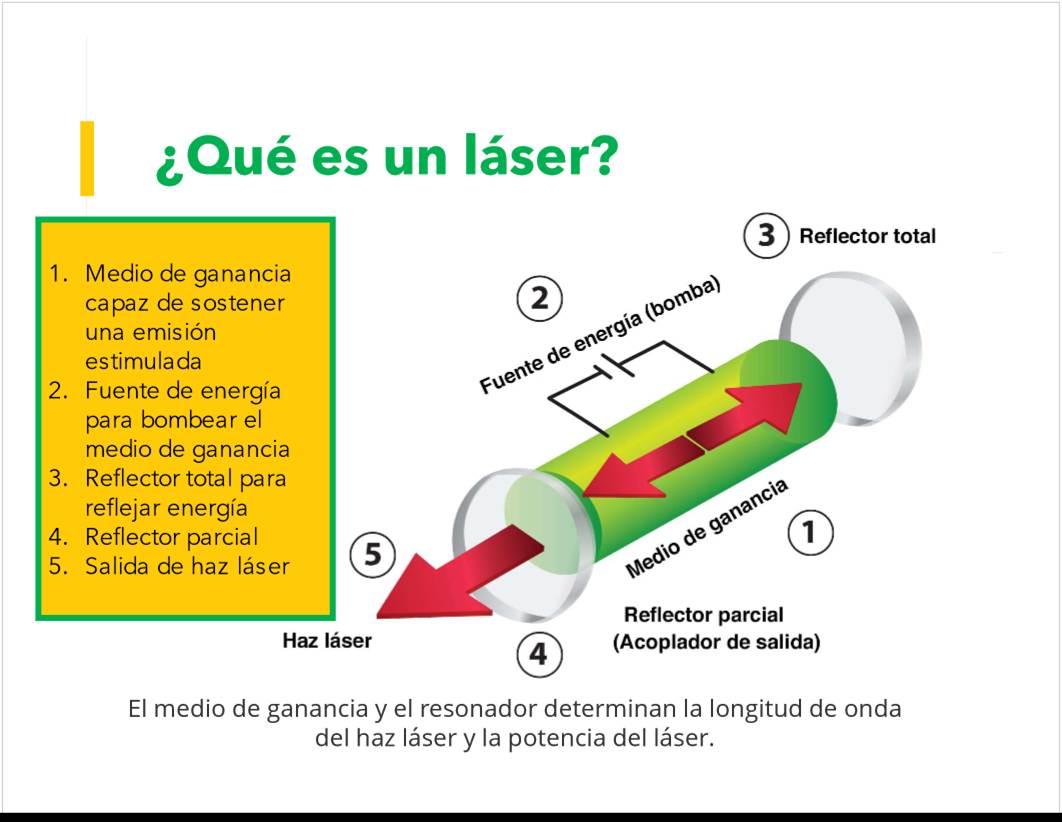 ¿Qué es un láser?
1. Medio de ganancia
capaz de sostener
una emisión
estimulada
2. Fuente de energía
para bombear el
medio de ganancia
3. Reflector total para
reflejar energía
4. Reflector parcial
5. Salida de haz láser
3 Reflector total
2
Fuente de energía (bomba)
Medio de ganancia
1
5
Haz láser
4
Reflector parcial
(Acoplador de salida)
El medio de ganancia y el resonador determinan la longitud de onda
del haz láser y la potencia del láser.